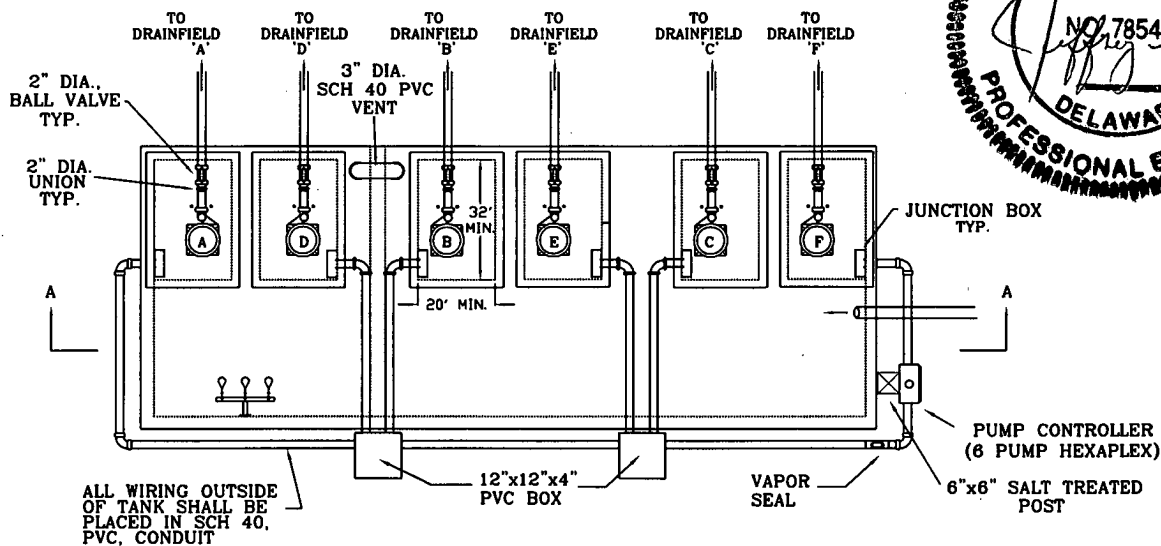 TO
DRAINFIELD
'A'
TO
DRAINFIELD
D'
TO
DRAINFIELD
'B'
TO
DRAINFIELD
E'
TO
DRAINFIELD
'C'
TO
DRAINFIELD
'F'
NO. 7854
DELAWA
PROFESSIONAL E
2" DIA.,
BALL VALVE
TYP.
3" DIA.
SCH 40 PVC
VENT
2" DIA.
UNION
TYP.
32'
MIN.
JUNCTION BOX
TYP.
A
D
B
E
C
F
20' MIN.
A
A
PUMP CONTROLLER
(6 PUMP HEXAPLEX)
12"x12"x4"
PVC BOX
VAPOR
SEAL
6"x6" SALT TREATED
POST
ALL WIRING OUTSIDE
OF TANK SHALL BE
PLACED IN SCH 40,
PVC, CONDUIT